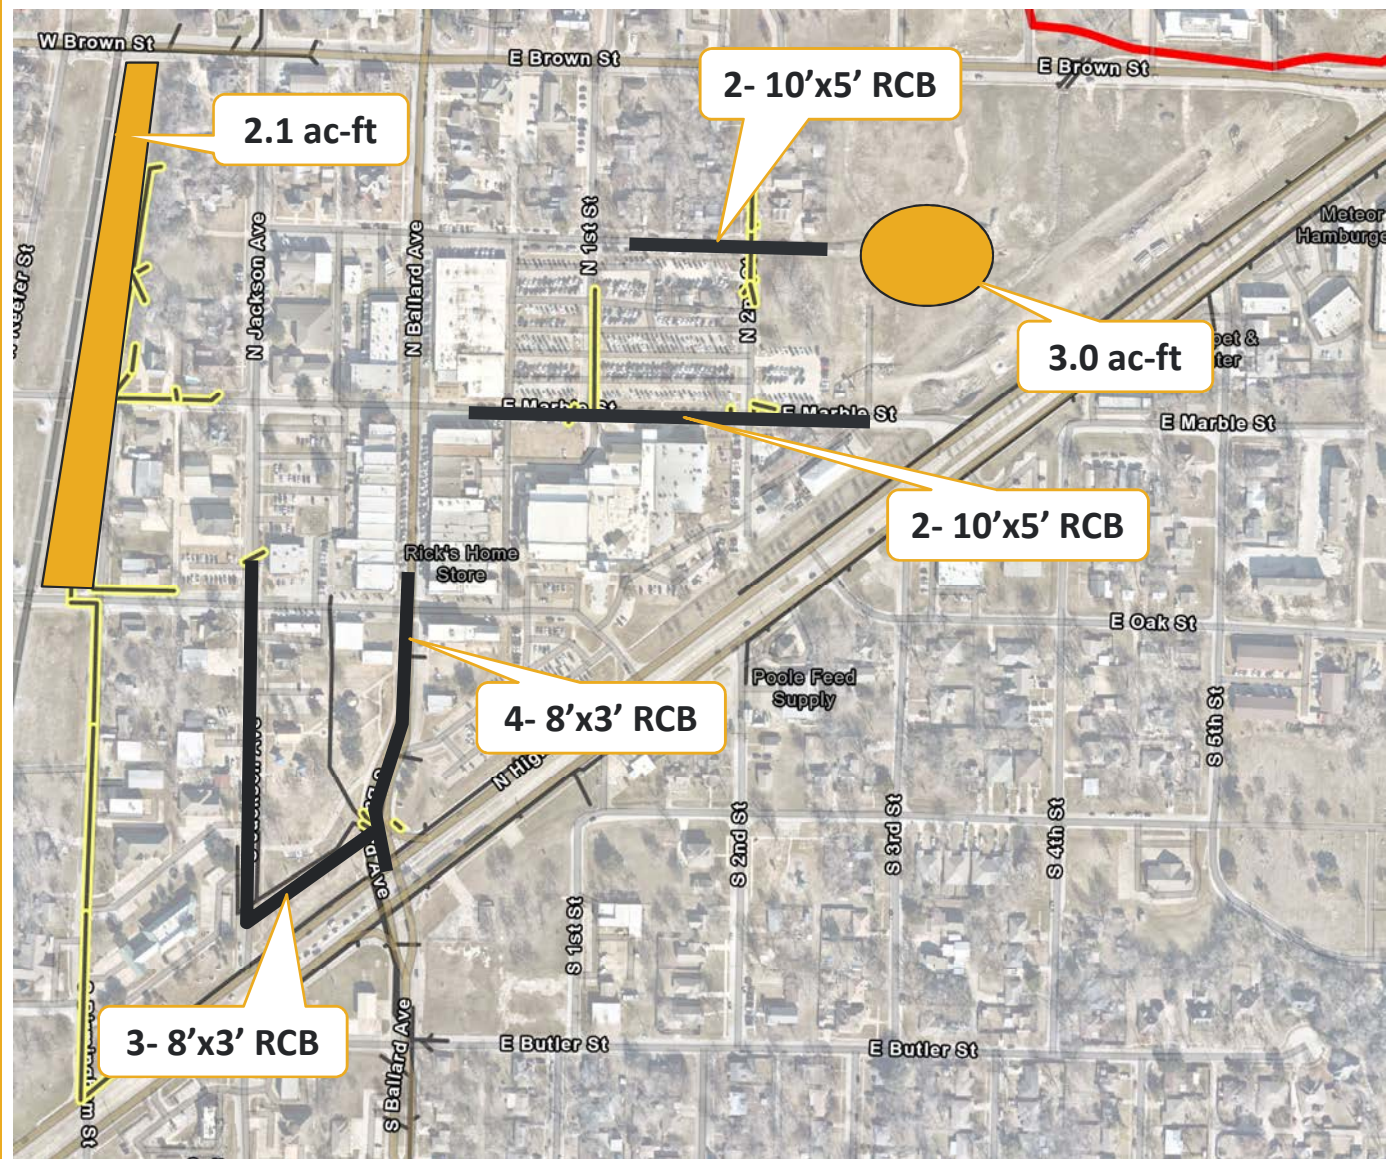 W Brown St
E Brown St
E Brown St
2- 10’x5’ RCB
2.1 ac-ft
Meteor
Hamburge
N Jackson Ave
N Ballard Ave
N 1st St
3.0 ac-ft
E Marble St
E Marble St
E Marble St
2- 10’x5’ RCB
Rick's Home
Store
E Oak St
Poole Feed
Supply
4- 8’x3’ RCB
S 5th St
S 2nd St
S 3rd St
S 4th St
S 1st St
3- 8’x3’ RCB
S Ballard Ave
E Butler St
E Butler St